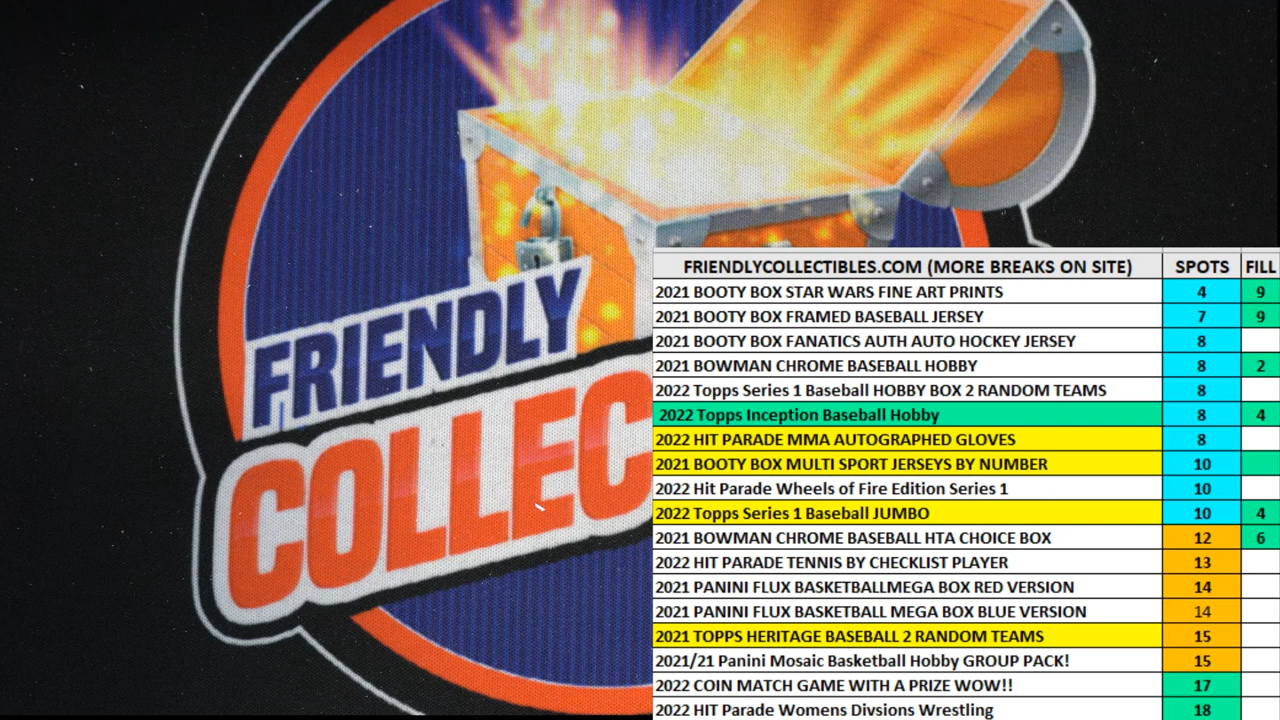 FRIENDLY
COLLEC
FRIENDLYCOLLECTIBLES.COM (MORE BREAKS ON SITE) SPOTS FILL
2021 BOOTY BOX STAR WARS FINE ART PRINTS 4 9
2021 BOOTY BOX FRAMED BASEBALL JERSEY 7 9
2021 BOOTY BOX FANATICS AUTH AUTO HOCKEY JERSEY 8
2021 BOWMAN CHROME BASEBALL HOBBY 8 2
2022 Topps Series 1 Baseball HOBBY BOX 2 RANDOM TEAMS 8
2022 Topps Inception Baseball Hobby 8 4
2022 HIT PARADE MMA AUTOGRAPHED GLOVES 8
2021 BOOTY BOX MULTI SPORT JERSEYS BY NUMBER 10
2022 Hit Parade Wheels of Fire Edition Series 1 10
2022 Topps Series 1 Baseball JUMBO 10 4
2021 BOWMAN CHROME BASEBALL HTA CHOICE BOX 12 6
2022 HIT PARADE TENNIS BY CHECKLIST PLAYER 13
2021 PANINI FLUX BASKETBALLMEGA BOX RED VERSION 14
2021 PANINI FLUX BASKETBALL MEGA BOX BLUE VERSION 14
2021 TOPPS HERITAGE BASEBALL 2 RANDOM TEAMS 15
2021/21 Panini Mosaic Basketball Hobby GROUP PACK! 15
2022 COIN MATCH GAME WITH A PRIZE WOW!! 17
2022 HIT Parade Womens Divsions Wrestling 18